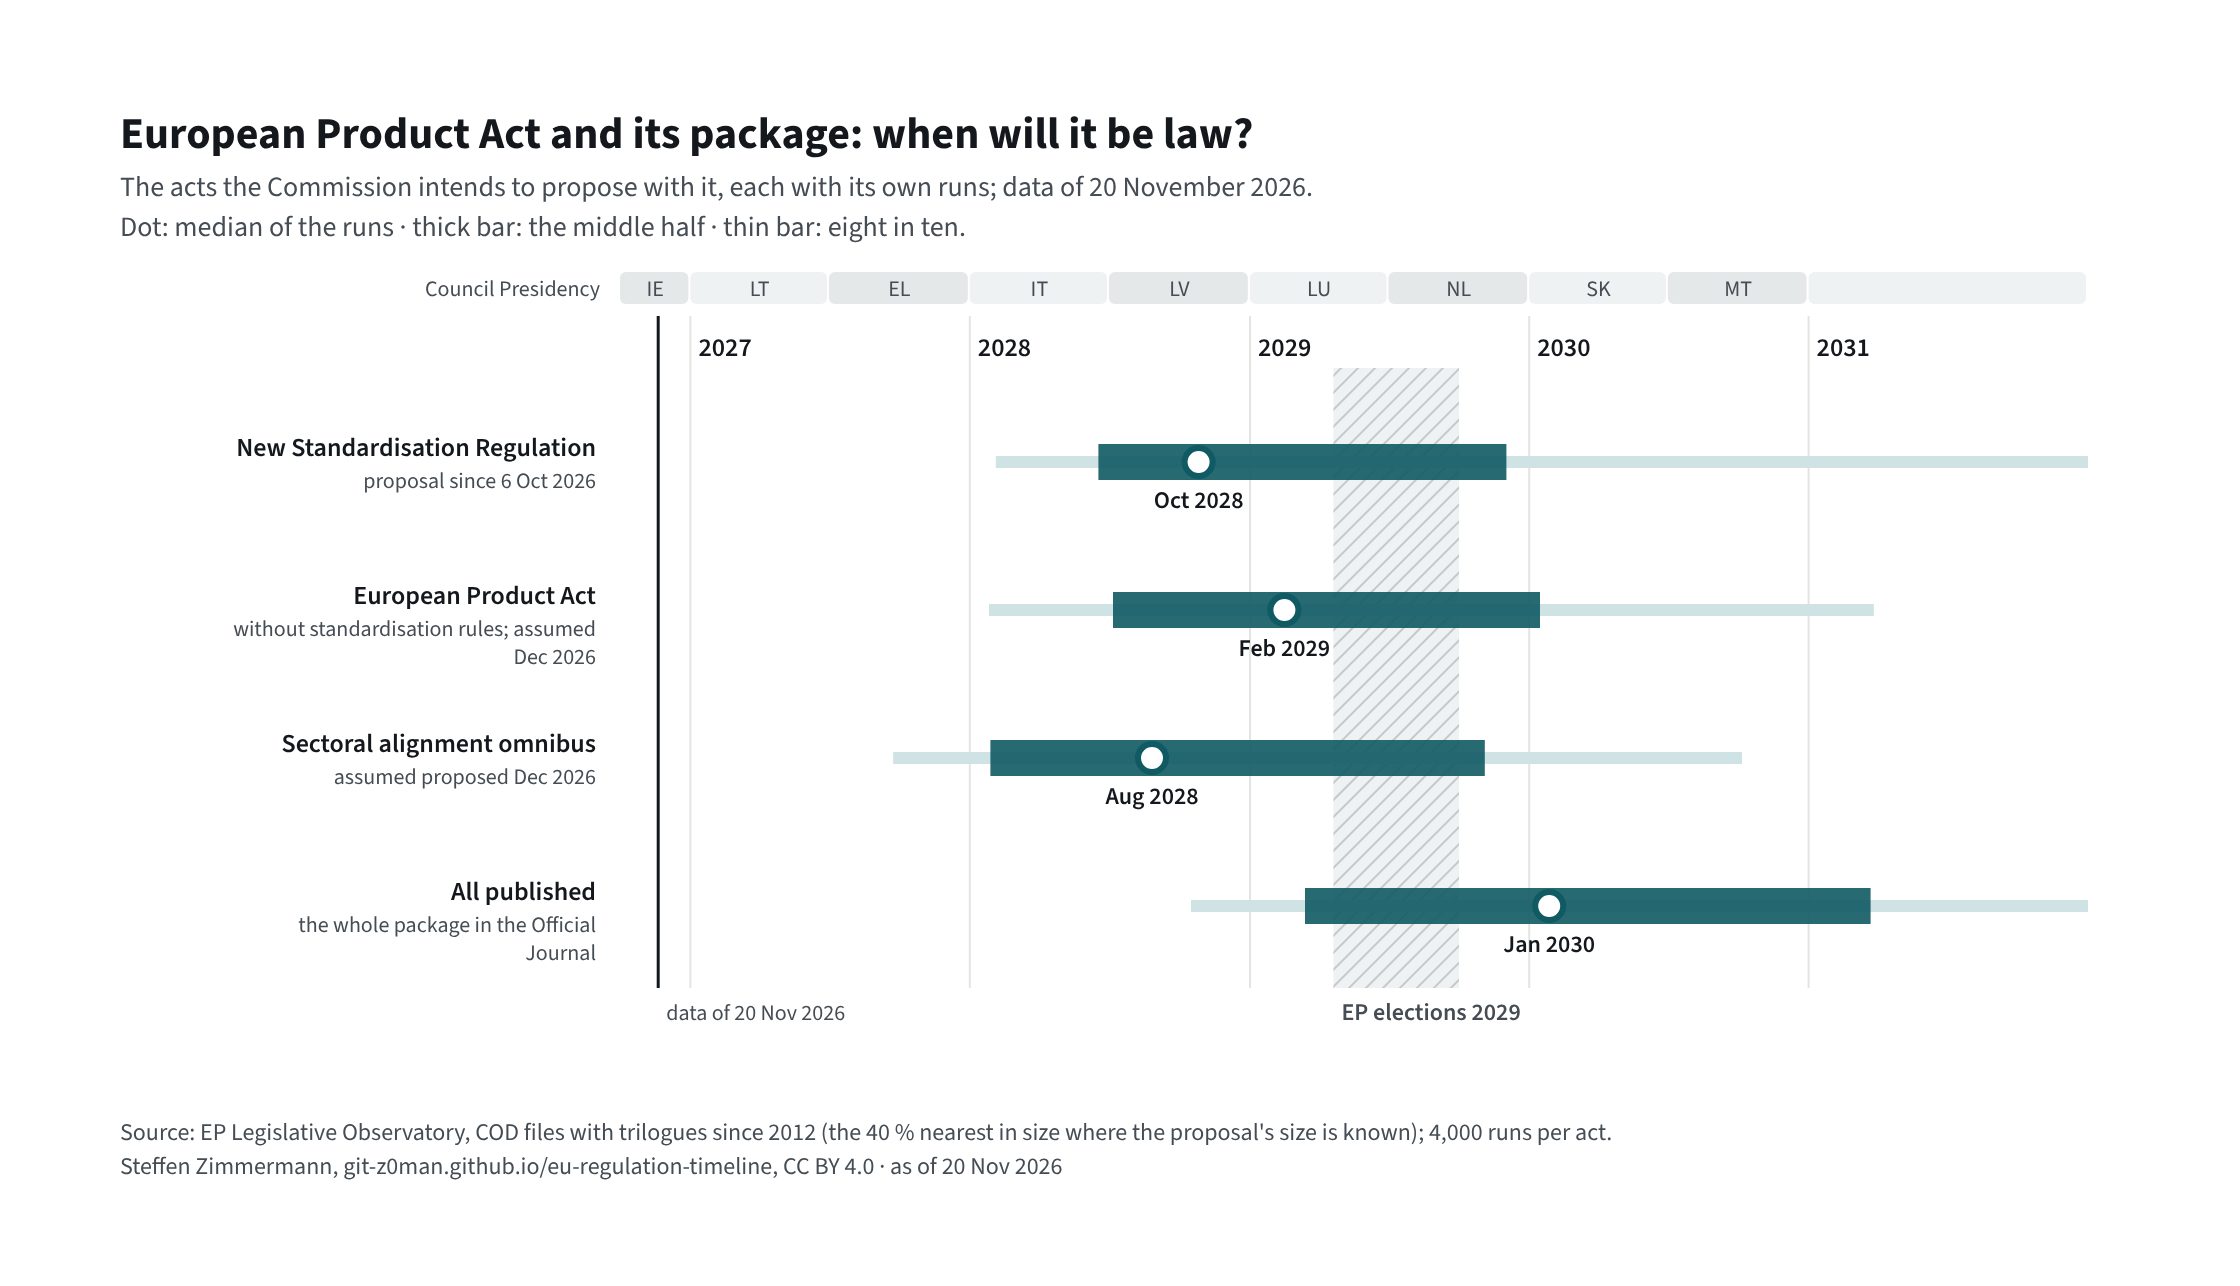 European Product Act and its package: when will it be law?
The acts the Commission intends to propose with it, each with its own runs; data of 20 November 2026.
Dot: median of the runs · thick bar: the middle half · thin bar: eight in ten.
Council Presidency IE LT EL IT LV LU NL SK MT
2027 2028 2029 2030 2031
New Standardisation Regulation
proposal since 6 Oct 2026
Oct 2028
European Product Act
without standardisation rules; assumed
Dec 2026
Feb 2029
Sectoral alignment omnibus
assumed proposed Dec 2026
Aug 2028
All published
the whole package in the Official
Journal
Jan 2030
data of 20 Nov 2026
EP elections 2029
Source: EP Legislative Observatory, COD files with trilogues since 2012 (the 40 % nearest in size where the proposal's size is known); 4,000 runs per act.
Steffen Zimmermann, git-z0man.github.io/eu-regulation-timeline, CC BY 4.0 · as of 20 Nov 2026